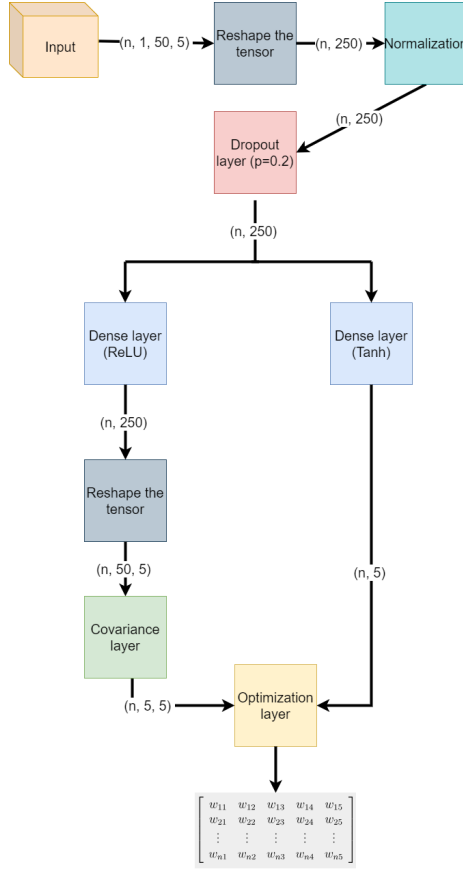 Input
(n, 1, 50, 5)
Reshape the
tensor
(n, 250)
Normalization
(n, 250)
Dropout
layer (p=0.2)
(n, 250)
Dense layer
(ReLU)
Dense layer
(Tanh)
(n, 250)
Reshape the
tensor
(n, 50, 5)
(n, 5)
Covariance
layer
(n, 5, 5)
Optimization
layer
w11 w12 w13 w14 w15
w21 w22 w23 w24 w25
⋮ ⋮ ⋮ ⋮ ⋮
wn1 wn2 wn3 wn4 wn5